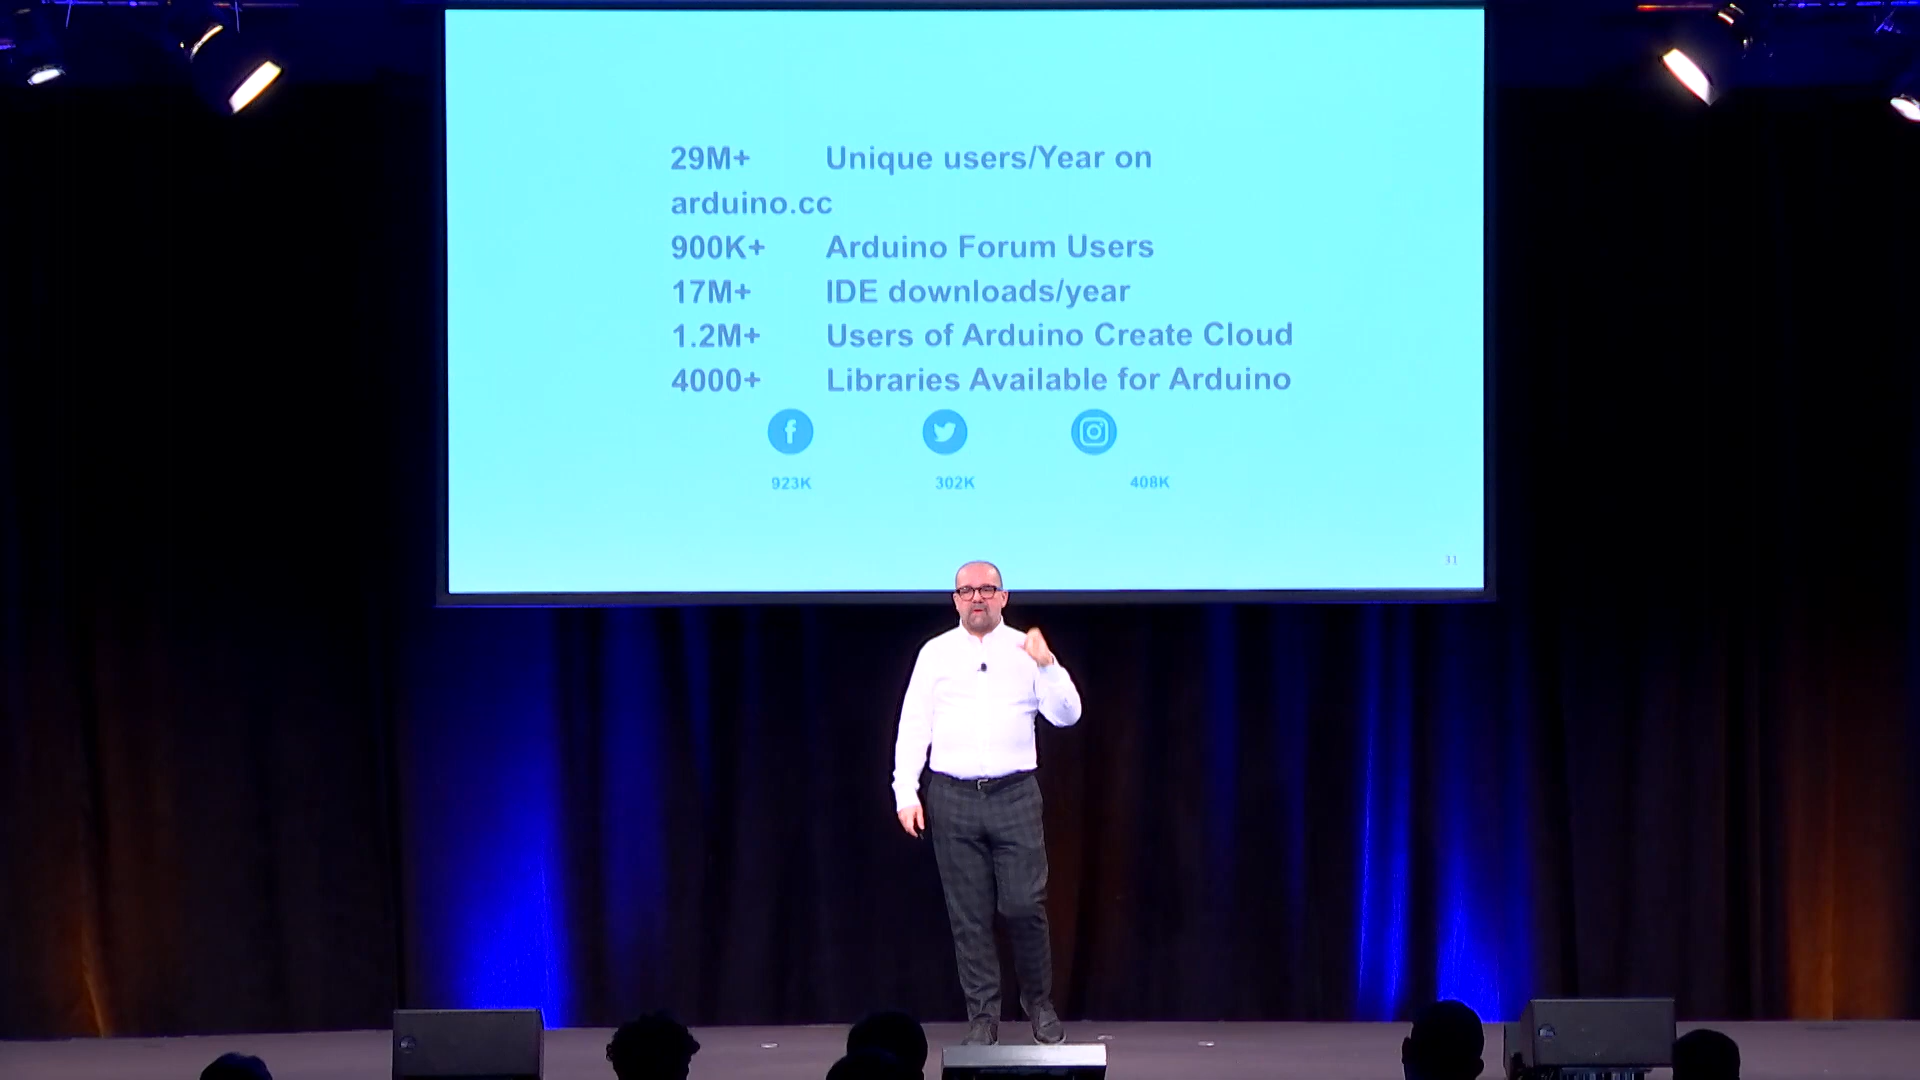 29M+ Unique users/Year on
arduino.cc
900K+ Arduino Forum Users
17M+ IDE downloads/year
1.2M+ Users of Arduino Create Cloud
4000+ Libraries Available for Arduino
923K 302K 408K
31